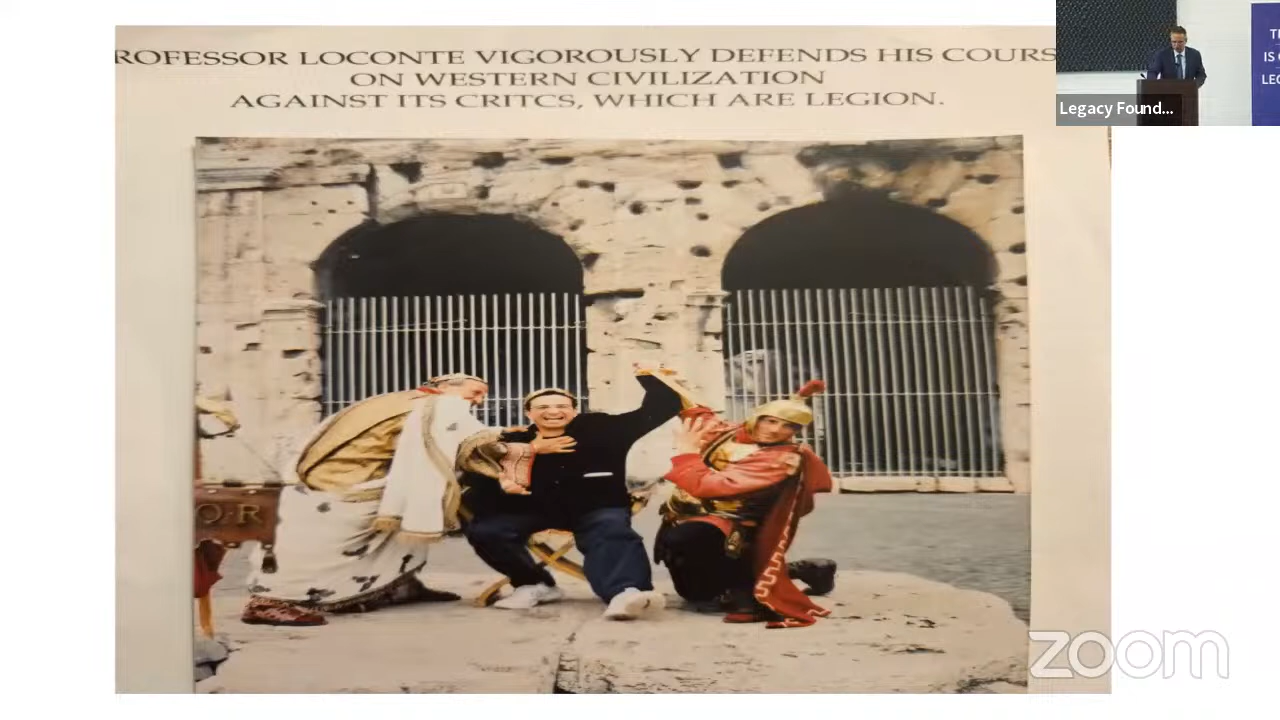 ROFESSOR LOCONTE VIGOROUSLY DEFENDS HIS COURS
ON WESTERN CIVILIZATION
AGAINST ITS CRITCS, WHICH ARE LEGION.
Legacy Found...
Q·R
zoom